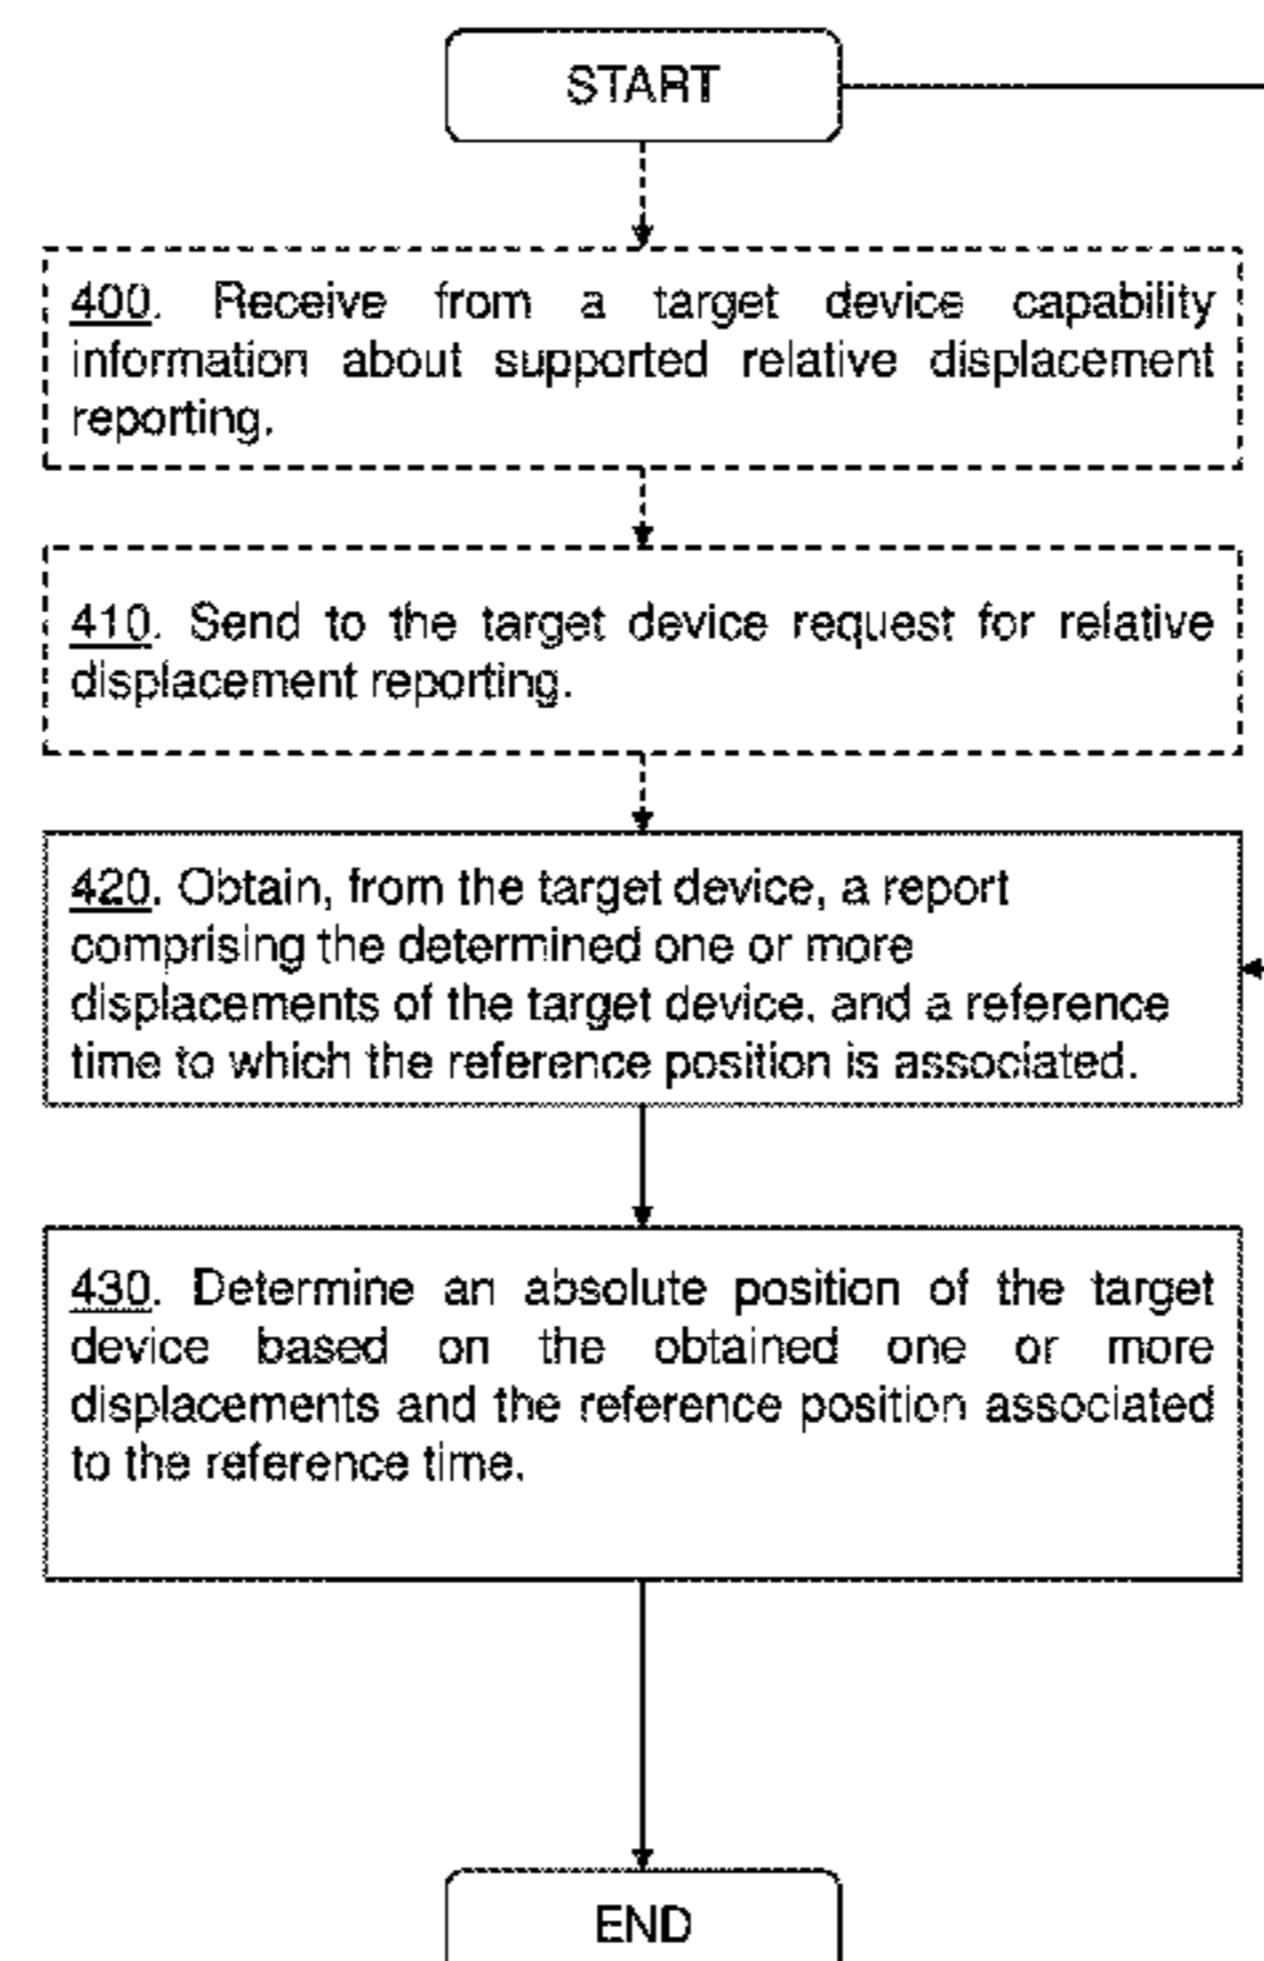 START
400. Receive from a target device capability
information about supported relative displacement
reporting.
410. Send to the target device request for relative
displacement reporting.
420. Obtain, from the target device, a report
comprising the determined one or more
displacements of the target device, and a reference
time to which the reference position is associated.
430. Determine an absolute position of the target
device based on the obtained one or more
displacements and the reference position associated
to the reference time.
END